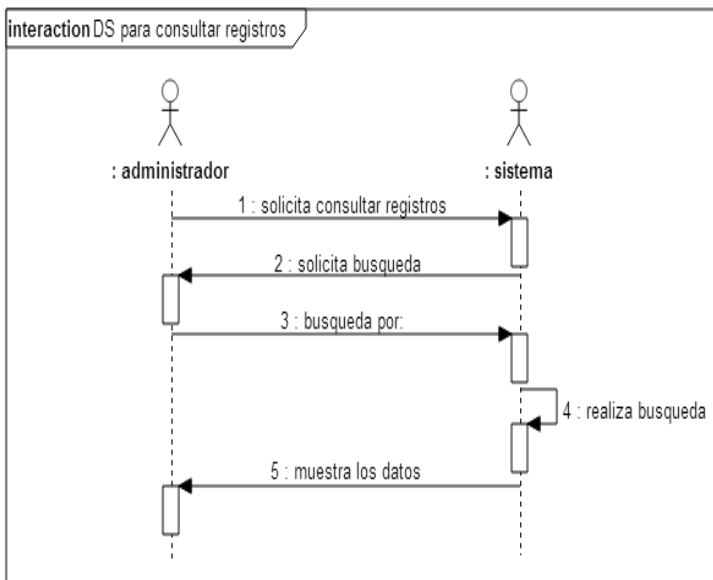 interaction DS para consultar registros
: administrador
: sistema
1 : solicita consultar registros
2 : solicita busqueda
3 : busqueda por:
4 : realiza busqueda
5 : muestra los datos